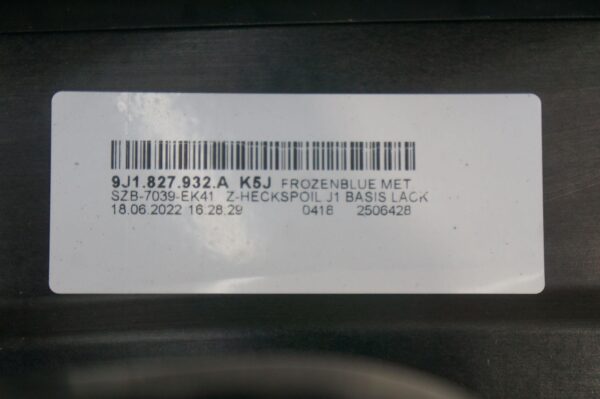 9J1.827.932.A K5J FROZENBLUE MET
SZB-7039-EK41 Z-HECKSPOIL J1 BASIS LACK
18.06.2022 16.28.29 0418 2506428